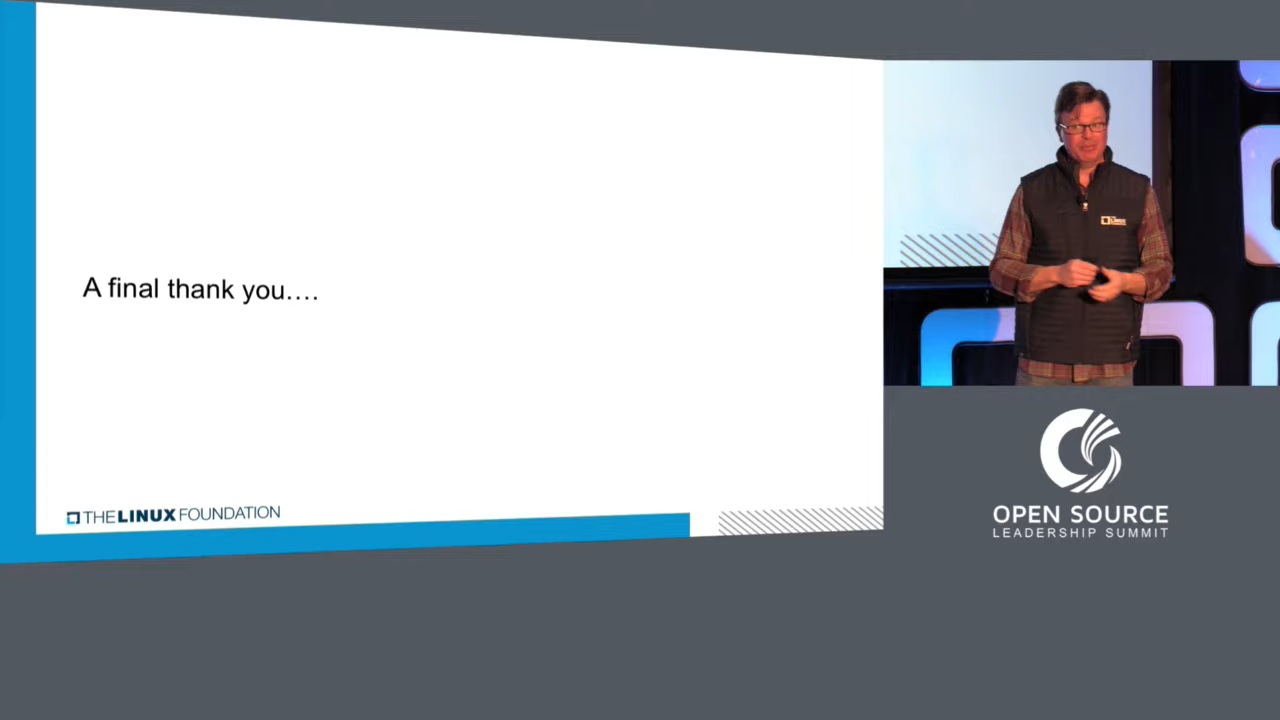 A final thank you….
THE LINUX FOUNDATION
OPEN SOURCE
LEADERSHIP SUMMIT